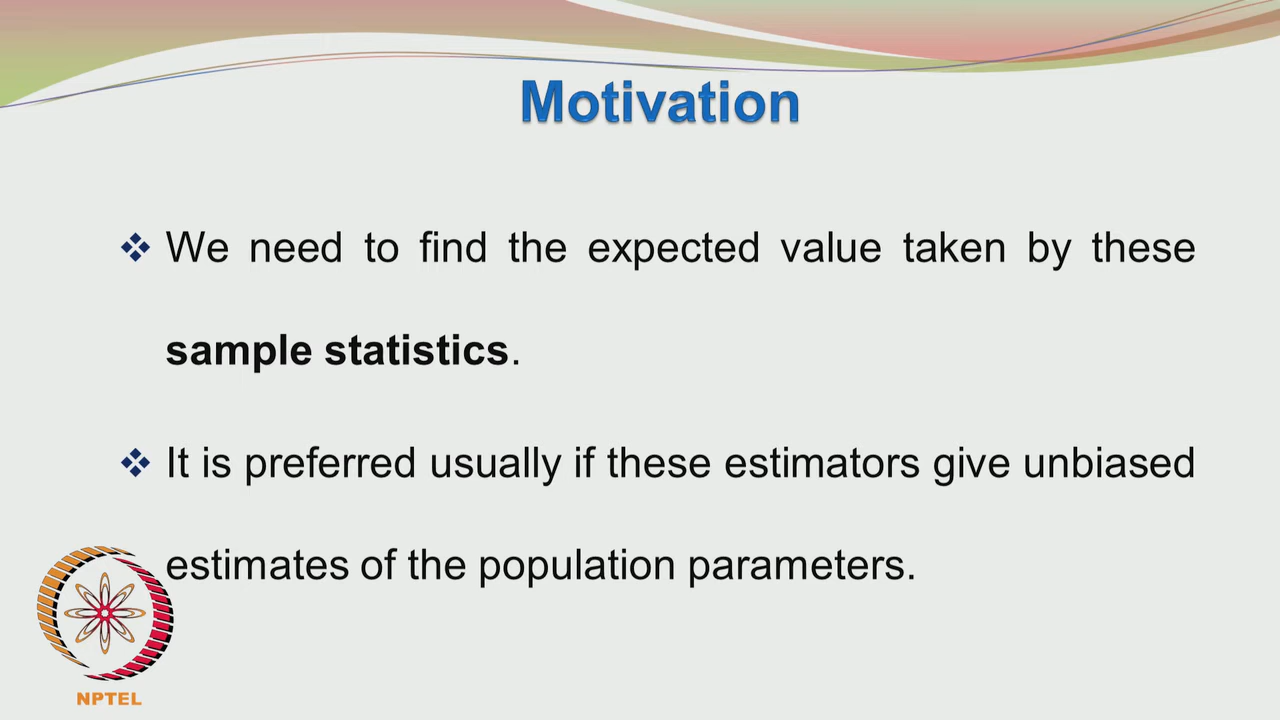 Motivation
❖ We need to find the expected value taken by these
sample statistics.
❖ It is preferred usually if these estimators give unbiased
estimates of the population parameters.
NPTEL